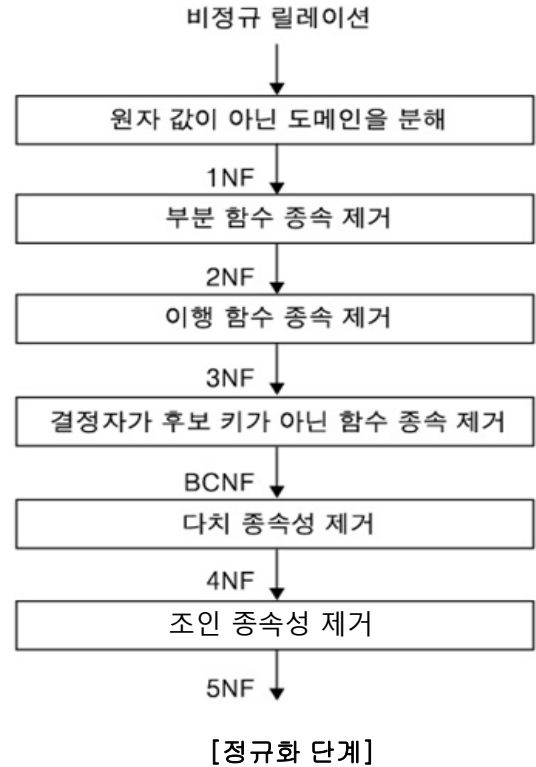 비정규 릴레이션
원자 값이 아닌 도메인을 분해
1NF
부분 함수 종속 제거
2NF
이행 함수 종속 제거
3NF
결정자가 후보 키가 아닌 함수 종속 제거
BCNF
다치 종속성 제거
4NF
조인 종속성 제거
5NF
[정규화 단계]